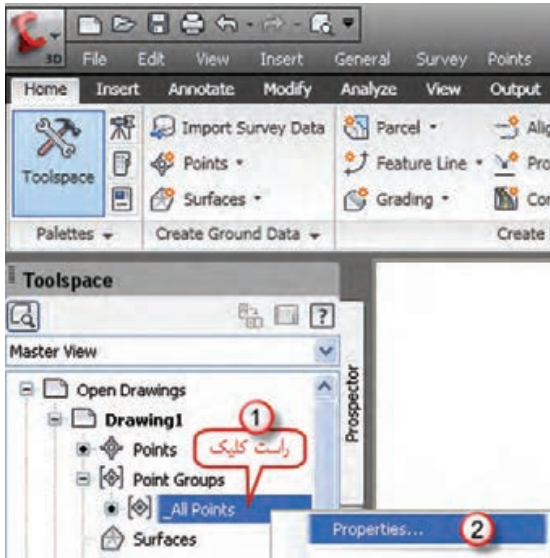 3D
File Edit View Insert General Survey Points
Home Insert Annotate Modify Analyze View Output
Toolspace
Import Survey Data
Points
Surfaces
Parcel
Feature Line
Grading
Palettes
Create Ground Data
Create
Toolspace
?
Master View
Prospector
Open Drawings
Drawing1
1
Points
راست کلیک
Point Groups
_All Points
Properties... 2
Surfaces